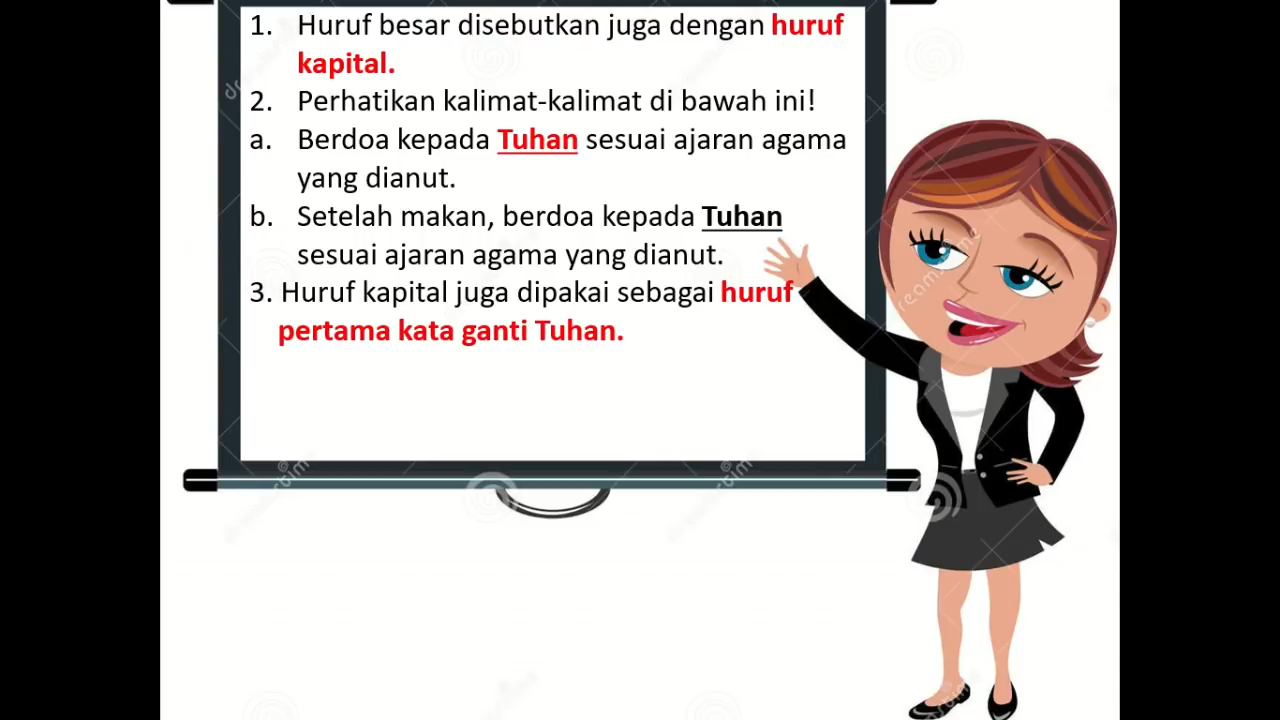 1. Huruf besar disebutkan juga dengan huruf
kapital.
2. Perhatikan kalimat-kalimat di bawah ini!
a. Berdoa kepada Tuhan sesuai ajaran agama
yang dianut.
b. Setelah makan, berdoa kepada Tuhan
sesuai ajaran agama yang dianut.
3. Huruf kapital juga dipakai sebagai huruf
pertama kata ganti Tuhan.